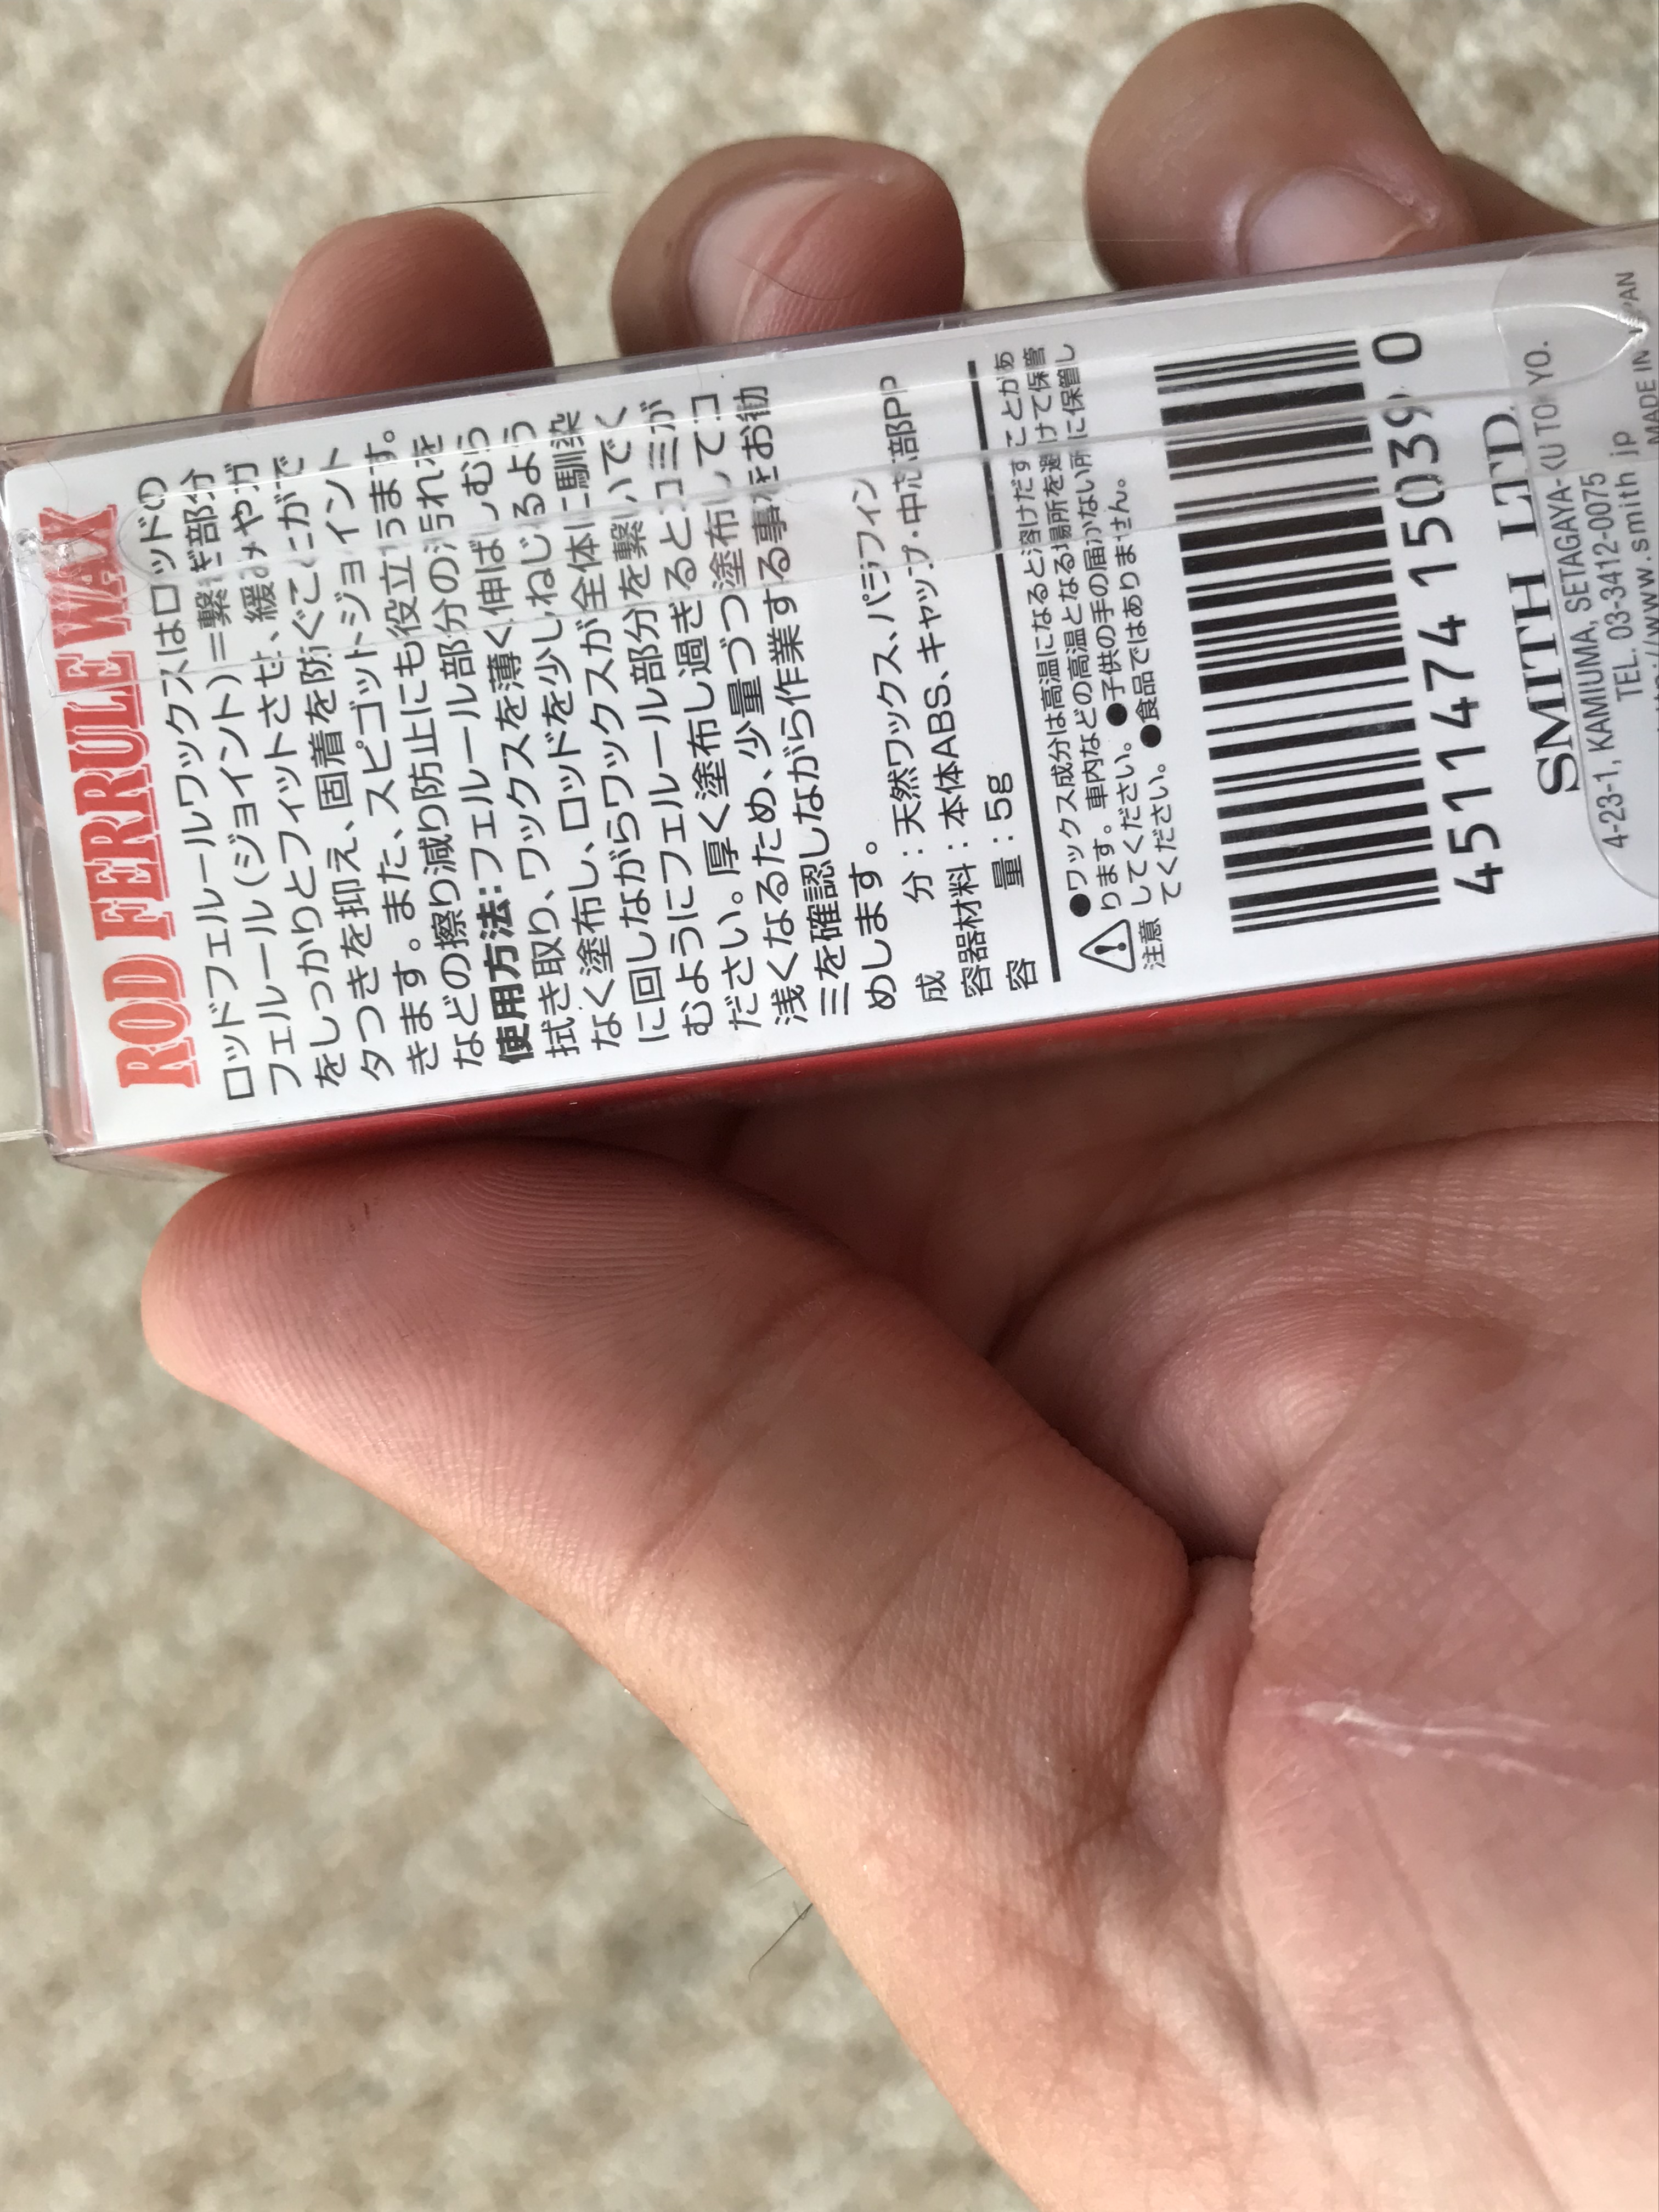 ROD FERRULE WAX
ロッドフェルールワックスはロッドの
フェルール(ジョイント)=繋ぎ部分
をしっかりとフィットさせ、緩みやガ
タつきを抑え、固着を防ぐことができ
きます。また、スピゴットジョイント
などの擦り減り防止にも役立ちます。
使用方法:フェルール部分の汚れを
拭き取り、ワックスを薄く伸ばしむら
なく塗布し、ロッドを少しねじるよう
に回しながらワックスが全体に馴染
むようにフェルール部分を繋いでく
ださい。厚く塗布し過ぎるとコミが
浅くなるため、少量づつ塗布してコ
ミを確認しながら作業する事をお勧
めします。
成分:天然ワックス、パラフィン
容器材料:本体ABS、キャップ・中芯部PP
容量:5g
注意
●ワックス成分は高温になると溶けだすことがあ
ります。車内などの高温となる場所を避けて保管
してください。●子供の手の届かない所に保管し
てください。●食品ではありません。
4511474150390
SMITH LTD.
4-23-1, KAMIUMA, SETAGAYA-KU TOKYO.
TEL. 03-3412-0075
http://www.smith.jp
MADE IN JAPAN